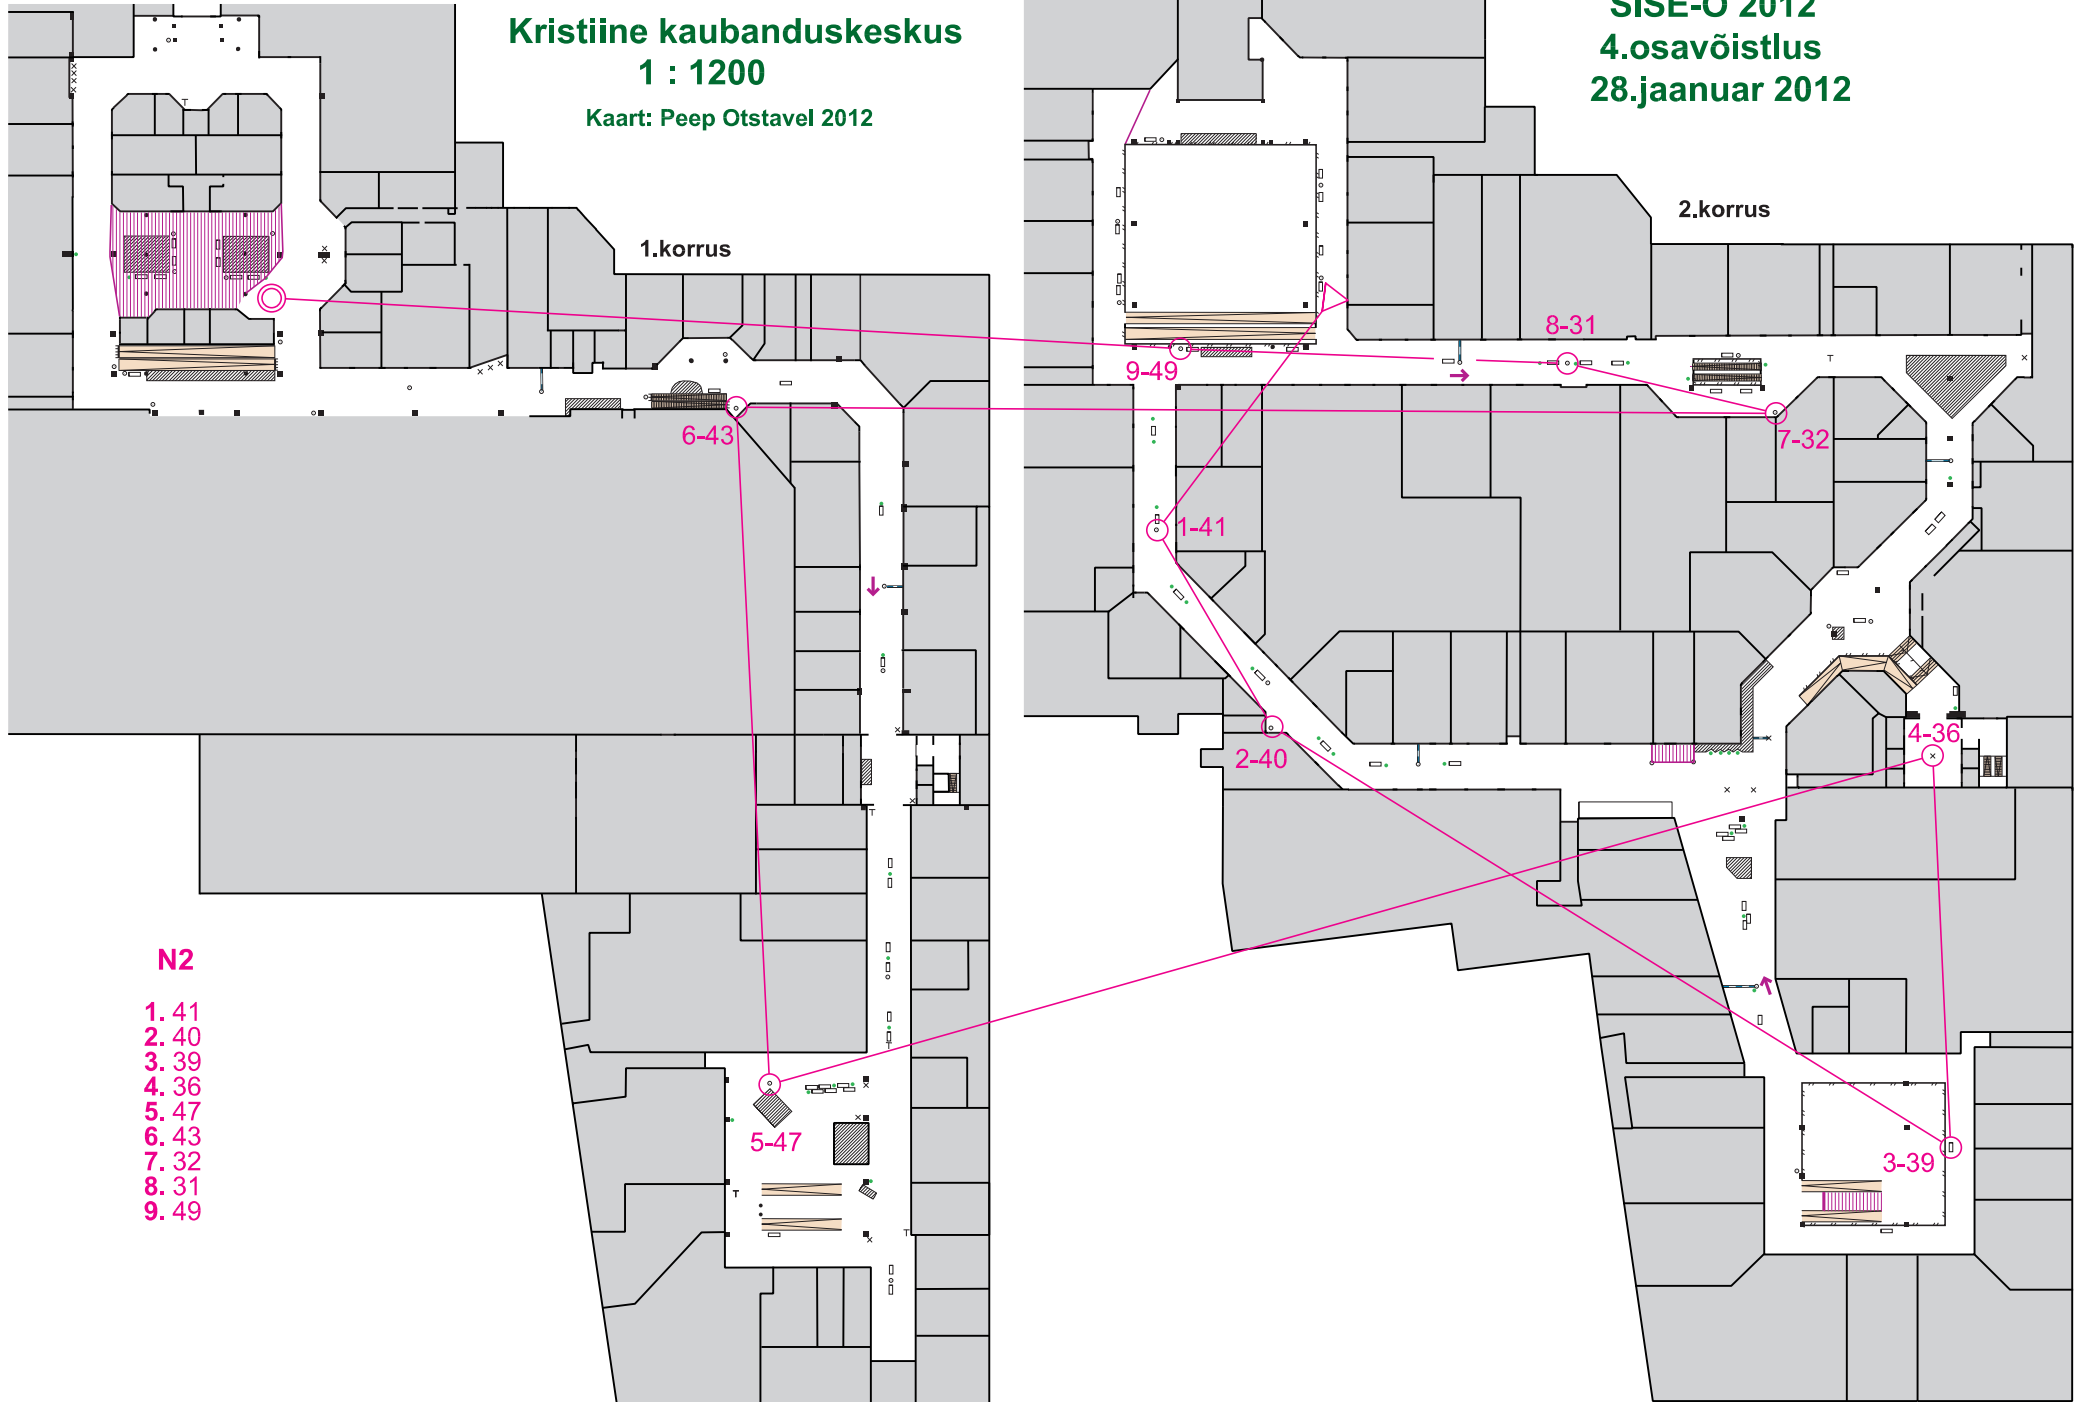 Kristiine kaubanduskeskus
1 : 1200
Kaart: Peep Otstavel 2012
SISE-O 2012
4.osavõistlus
28.jaanuar 2012
1.korrus
2.korrus
8-31
9-49
6-43
7-32
1-41
2-40
4-36
5-47
3-39
N2
1. 41
2. 40
3. 39
4. 36
5. 47
6. 43
7. 32
8. 31
9. 49